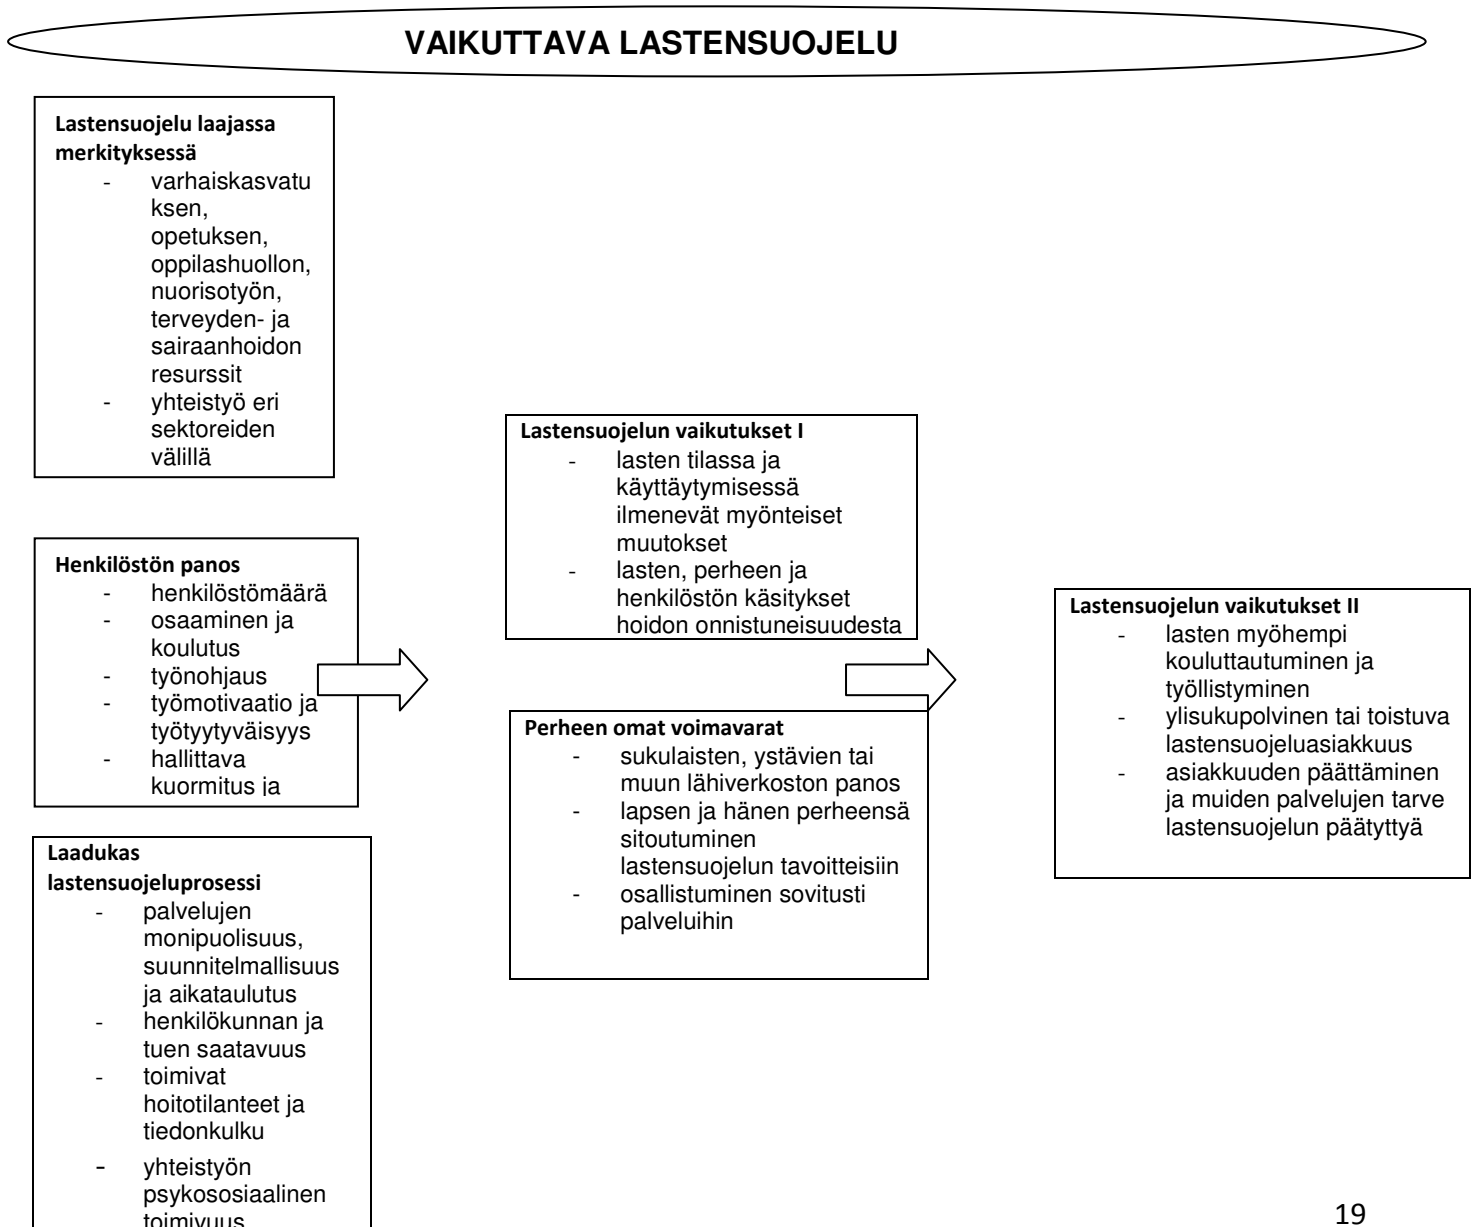 VAIKUTTAVA LASTENSUOJELU
Lastensuojelu laajassa
merkityksessä
- varhaiskasvatu
ksen,
opetuksen,
oppilashuollon,
nuorisotyön,
terveyden- ja
sairaanhoidon
resurssit
- yhteistyö eri
sektoreiden
välillä
Henkilöstön panos
- henkilöstömäärä
- osaaminen ja
koulutus
- työnohjaus
- työmotivaatio ja
työtyytyväisyys
- hallittava
kuormitus ja
Laadukas
lastensuojeluprosessi
- palvelujen
monipuolisuus,
suunnitelmallisuus
ja aikataulutus
- henkilökunnan ja
tuen saatavuus
- toimivat
hoitotilanteet ja
tiedonkulku
- yhteistyön
psykososiaalinen
toimivuus
Lastensuojelun vaikutukset I
- lasten tilassa ja
käyttäytymisessä
ilmenevät myönteiset
muutokset
- lasten, perheen ja
henkilöstön käsitykset
hoidon onnistuneisuudesta
Perheen omat voimavarat
- sukulaisten, ystävien tai
muun lähiverkoston panos
- lapsen ja hänen perheensä
sitoutuminen
lastensuojelun tavoitteisiin
- osallistuminen sovitusti
palveluihin
Lastensuojelun vaikutukset II
- lasten myöhempi
kouluttautuminen ja
työllistyminen
- ylisukupolvinen tai toistuva
lastensuojeluasiakkuus
- asiakkuuden päättäminen
ja muiden palvelujen tarve
lastensuojelun päätyttyä
19